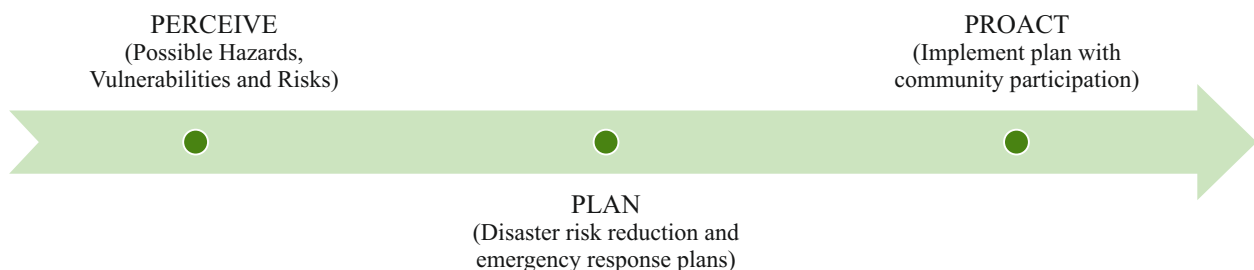 PERCEIVE
(Possible Hazards,
Vulnerabilities and Risks)
PLAN
(Disaster risk reduction and
emergency response plans)
PROACT
(Implement plan with
community participation)